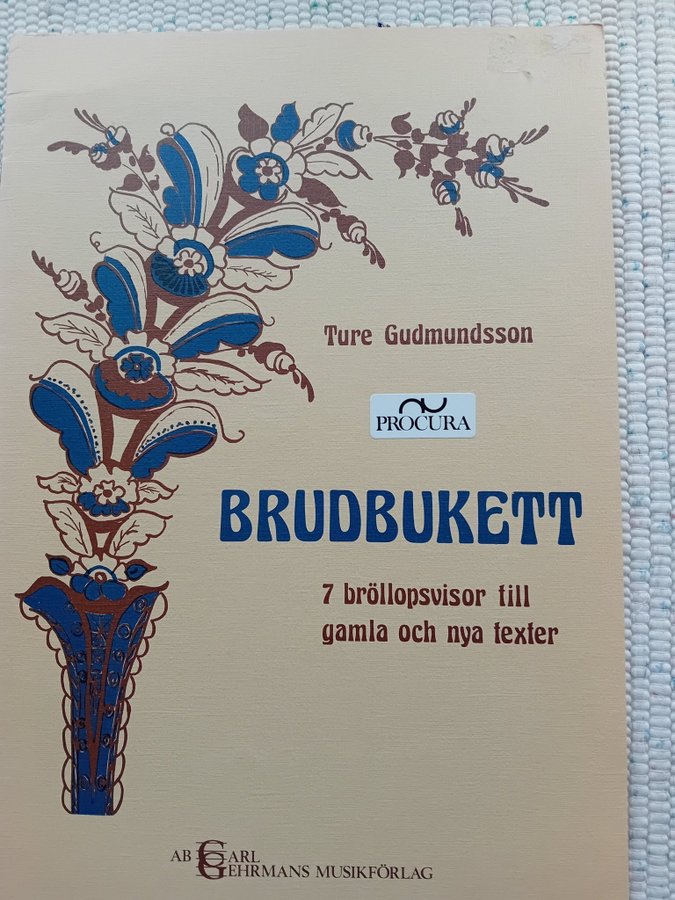 Ture Gudmundsson
PROCURA
BRUDBUKETT
7 bröllopsvisor till
gamla och nya texter
AB CARL
GEHRMANS MUSIKFÖRLAG